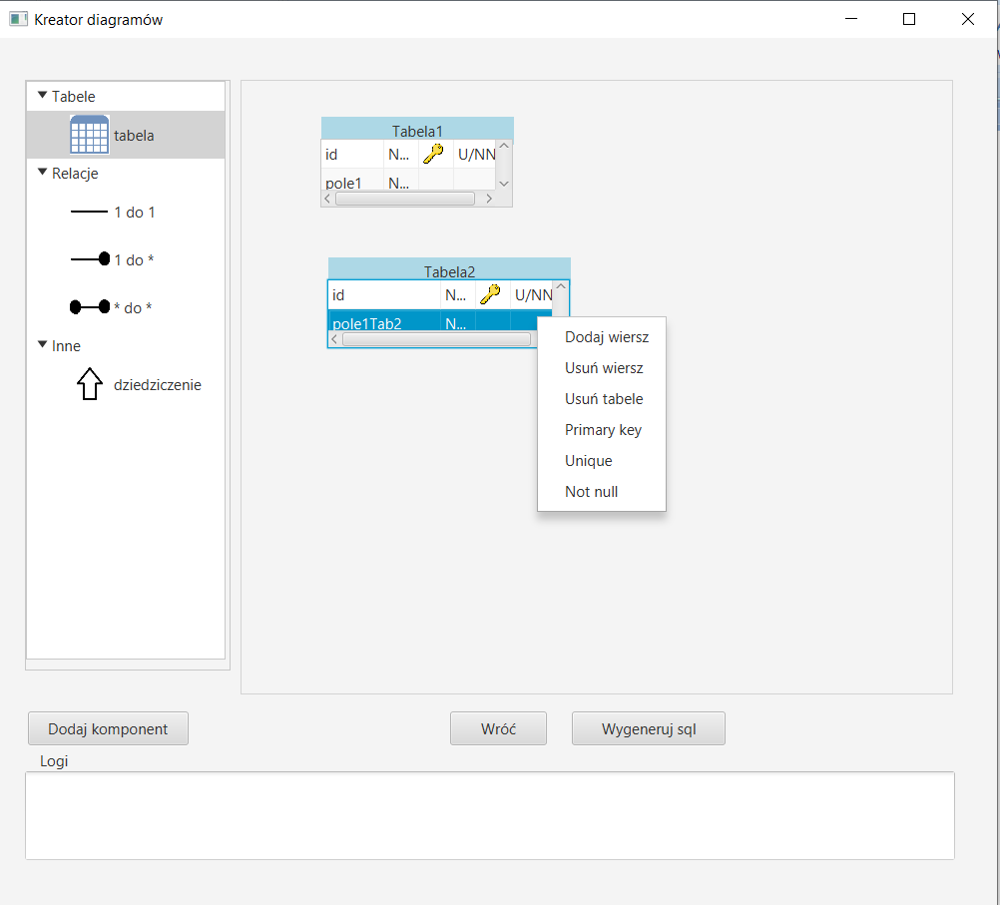 Kreator diagramów
Tabele
tabela
Relacje
1 do 1
1 do *
* do *
Inne
dziedziczenie
Tabela1
id N... U/NN
pole1 N...
Tabela2
id N... U/NN
pole1Tab2 N...
Dodaj wiersz
Usuń wiersz
Usuń tabele
Primary key
Unique
Not null
Dodaj komponent
Wróć
Wygeneruj sql
Logi